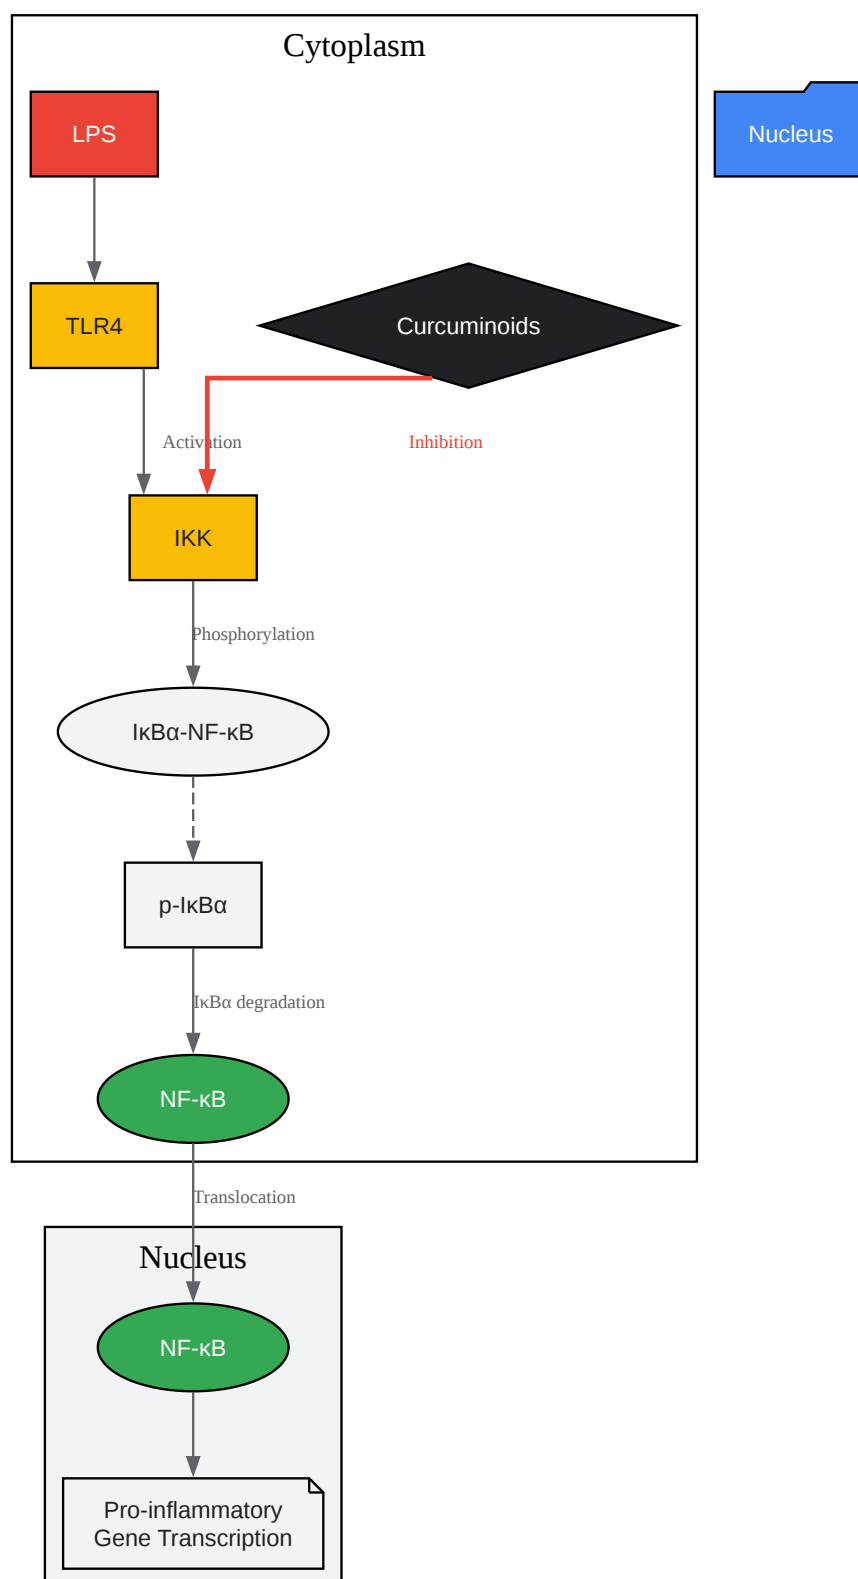 Cytoplasm
LPS
Nucleus
TLR4
Curcuminoids
Activation
Inhibition
IKK
Phosphorylation
IκBα-NF-κB
p-IκBα
IκBα degradation
NF-κB
Translocation
Nucleus
NF-κB
Pro-inflammatory
Gene Transcription